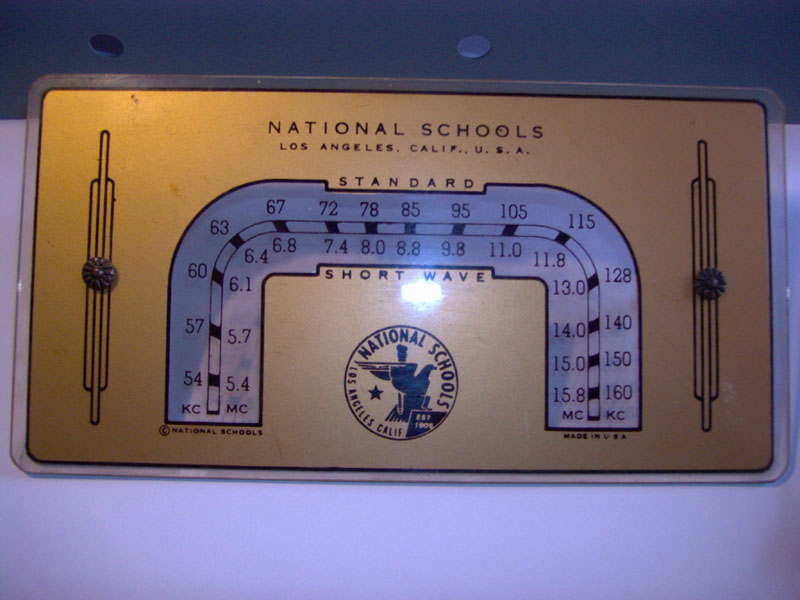 NATIONAL SCHOOLS
LOS ANGELES, CALIF., U. S. A.
STANDARD
54 57 60 63 67 72 78 85 95 105 115 128 140 150 160
5.4 5.7 6.1 6.4 6.8 7.4 8.0 8.8 9.8 11.0 11.8 13.0 14.0 15.0 15.8
SHORT WAVE
KC MC
MC KC
NATIONAL SCHOOLS
LOS ANGELES CALIF
EST
1905
© NATIONAL SCHOOLS
MADE IN U S A